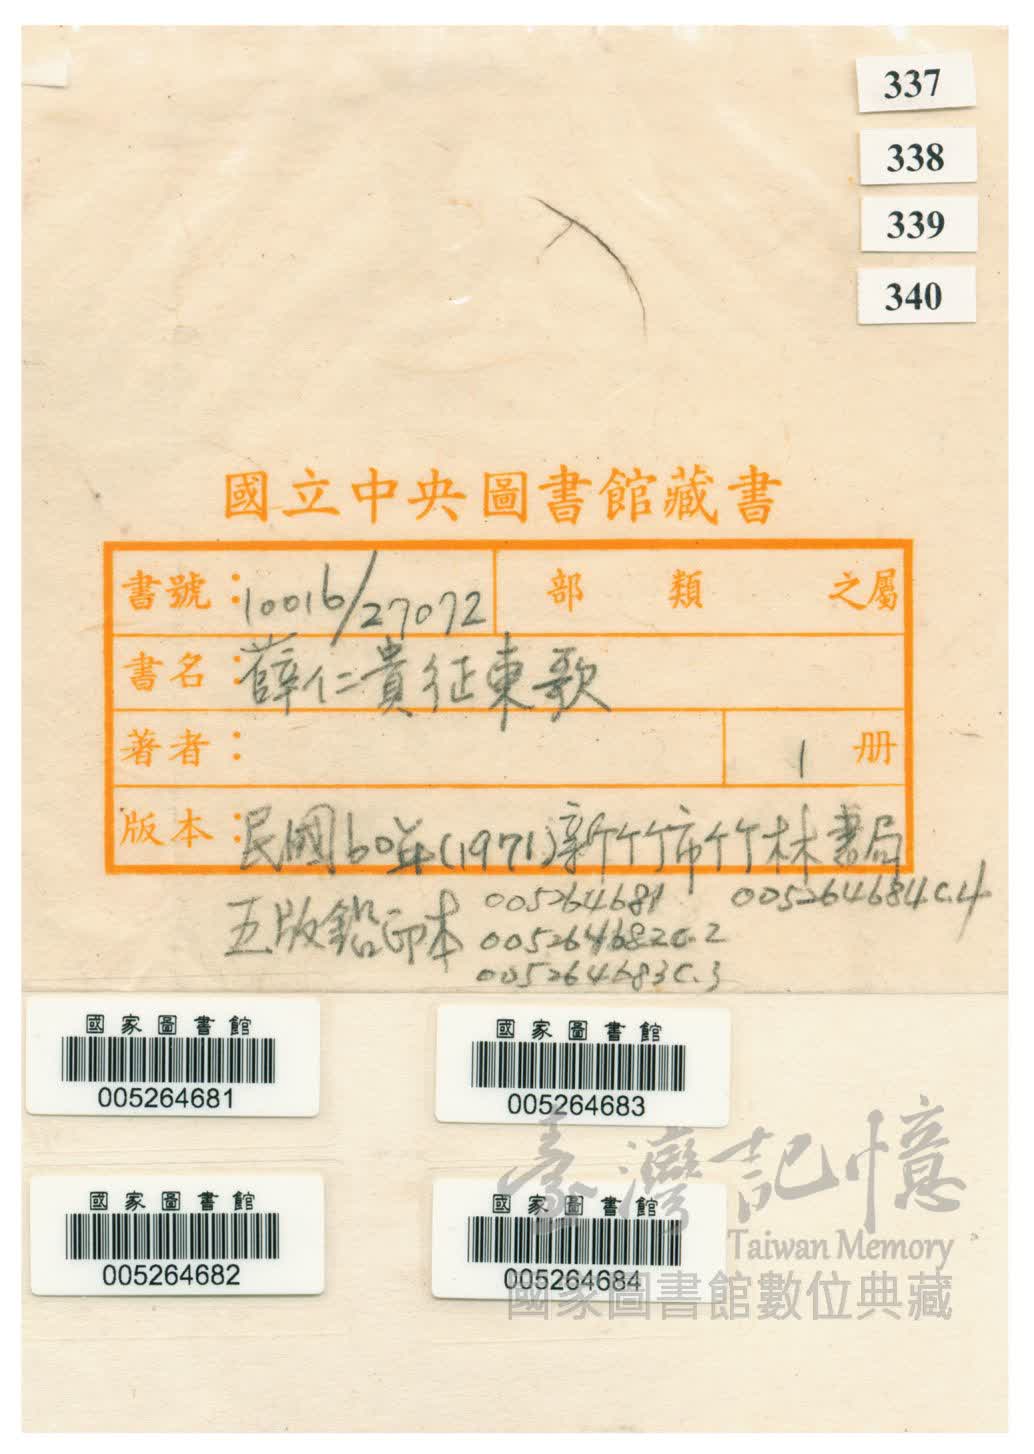 337
338
339
340
國立中央圖書館藏書
書號：10016/27072 部 類 之屬
書名：薛仁貴征東歌
著者： 1 册
版本：民國60年(1971)新竹市竹林書局
五版鉛印本 005264681 005264684 C.4
005264682 C.2
005264683 C.3
國家圖書館
005264681
國家圖書館
005264683
國家圖書館
005264682
國家圖書館
005264684
臺灣記憶
Taiwan Memory
國家圖書館數位典藏